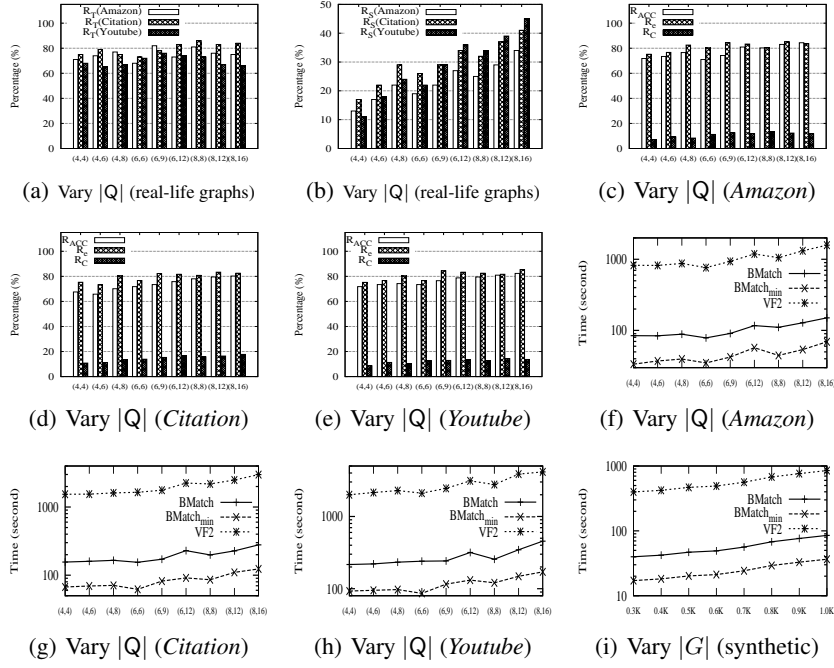 R_T(Amazon)
R_T(Citation)
R_T(Youtube)
Percentage (%)
100
80
60
40
20
0
(4,4) (4,6) (4,8) (6,6) (6,9) (6,12) (8,8) (8,12)(8,16)
(a) Vary |Q| (real-life graphs)
R_S(Amazon)
R_S(Citation)
R_S(Youtube)
Percentage (%)
50
40
30
20
10
0
(4,4) (4,6) (4,8) (6,6) (6,9) (6,12) (8,8) (8,12)(8,16)
(b) Vary |Q| (real-life graphs)
R_ACC
R_e
R_C
Percentage (%)
100
80
60
40
20
0
(4,4) (4,6) (4,8) (6,6) (6,9) (6,12) (8,8) (8,12)(8,16)
(c) Vary |Q| (Amazon)
R_ACC
R_e
R_C
Percentage (%)
100
80
60
40
20
0
(4,4) (4,6) (4,8) (6,6) (6,9) (6,12) (8,8) (8,12)(8,16)
(d) Vary |Q| (Citation)
R_ACC
R_e
R_C
Percentage (%)
100
80
60
40
20
0
(4,4) (4,6) (4,8) (6,6) (6,9) (6,12) (8,8) (8,12)(8,16)
(e) Vary |Q| (Youtube)
Time (second)
1000
100
BMatch
BMatch_min
VF2
(4,4) (4,6) (4,8) (6,6) (6,9) (6,12) (8,8) (8,12) (8,16)
(f) Vary |Q| (Amazon)
Time (second)
1000
100
BMatch
BMatch_min
VF2
(4,4) (4,6) (4,8) (6,6) (6,9) (6,12) (8,8) (8,12) (8,16)
(g) Vary |Q| (Citation)
Time (second)
1000
100
BMatch
BMatch_min
VF2
(4,4) (4,6) (4,8) (6,6) (6,9) (6,12) (8,8) (8,12) (8,16)
(h) Vary |Q| (Youtube)
Time (second)
1000
100
10
BMatch
BMatch_min
VF2
0.3K 0.4K 0.5K 0.6K 0.7K 0.8K 0.9K 1.0K
(i) Vary |G| (synthetic)